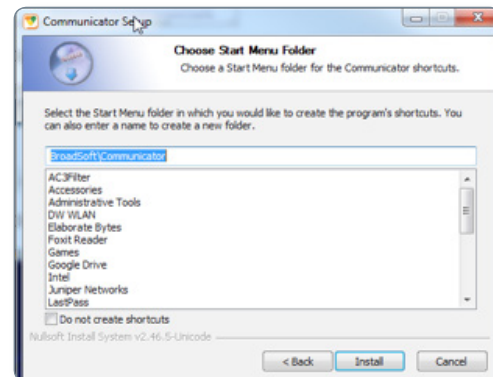 Communicator Setup
Choose Start Menu Folder
Choose a Start Menu folder for the Communicator shortcuts.
Select the Start Menu folder in which you would like to create the program's shortcuts. You
can also enter a name to create a new folder.
BroadSoft\Communicator
AC3Filter
Accessories
Administrative Tools
DW WLAN
Elaborate Bytes
Foxit Reader
Games
Google Drive
Intel
Juniper Networks
LastPass
Do not create shortcuts
Nullsoft Install System v2.46.5-Unicode
< Back Install Cancel